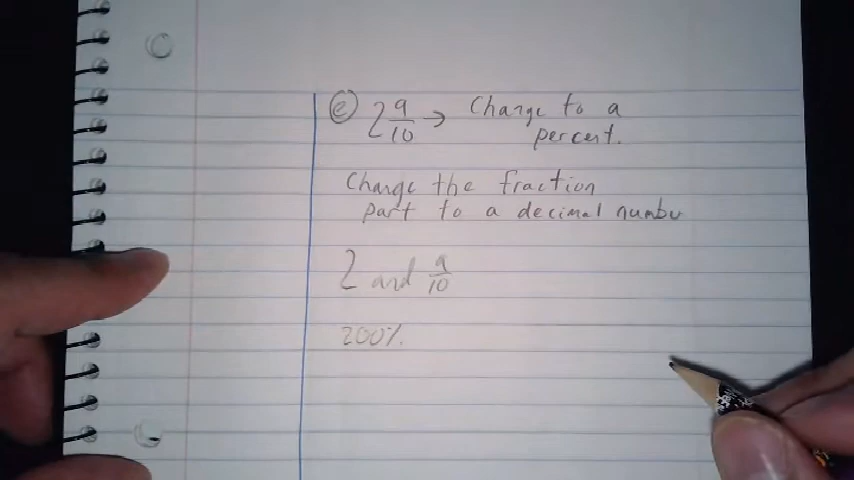 (e) 2 9/10 → Change to a
percent.
Change the fraction
part to a decimal numbe
2 and 9/10
200%.